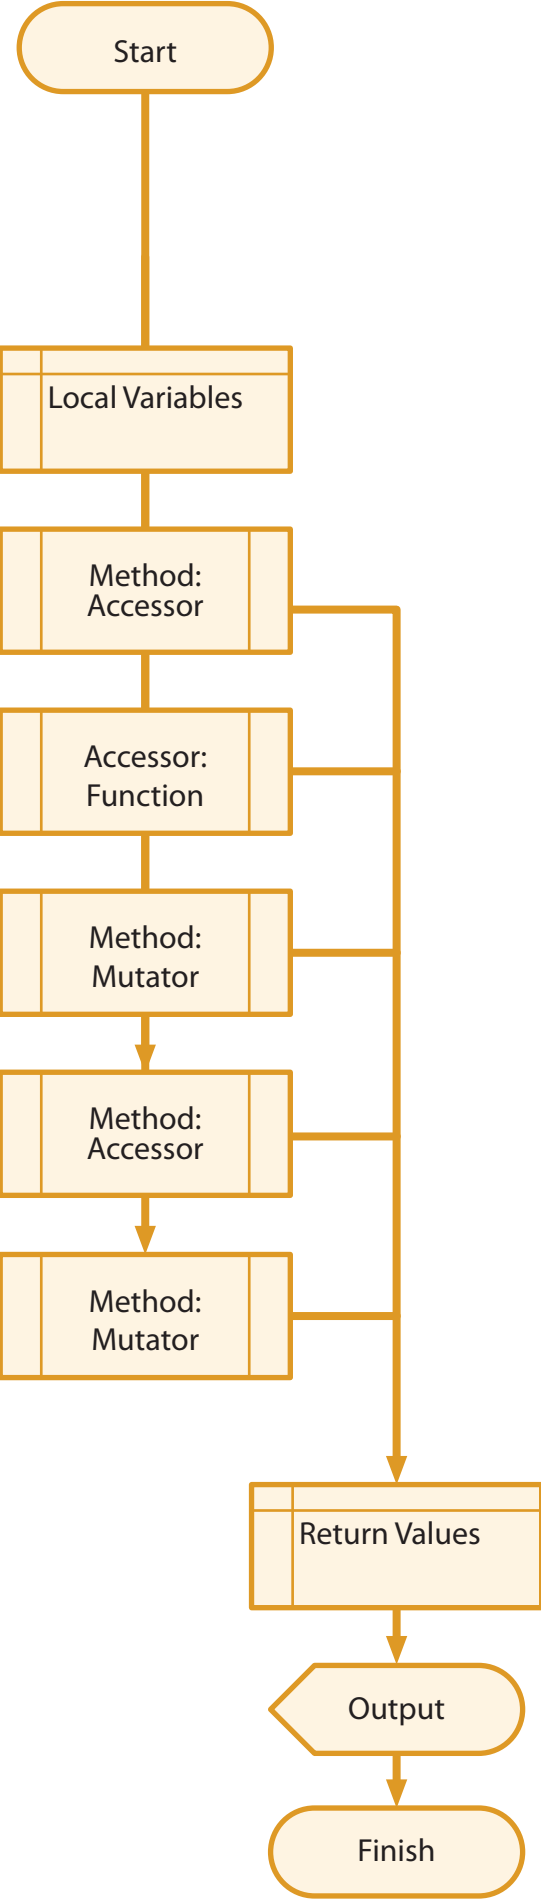 Start
Local Variables
Method:
Accessor
Accessor:
Function
Method:
Mutator
Method:
Accessor
Method:
Mutator
Return Values
Output
Finish